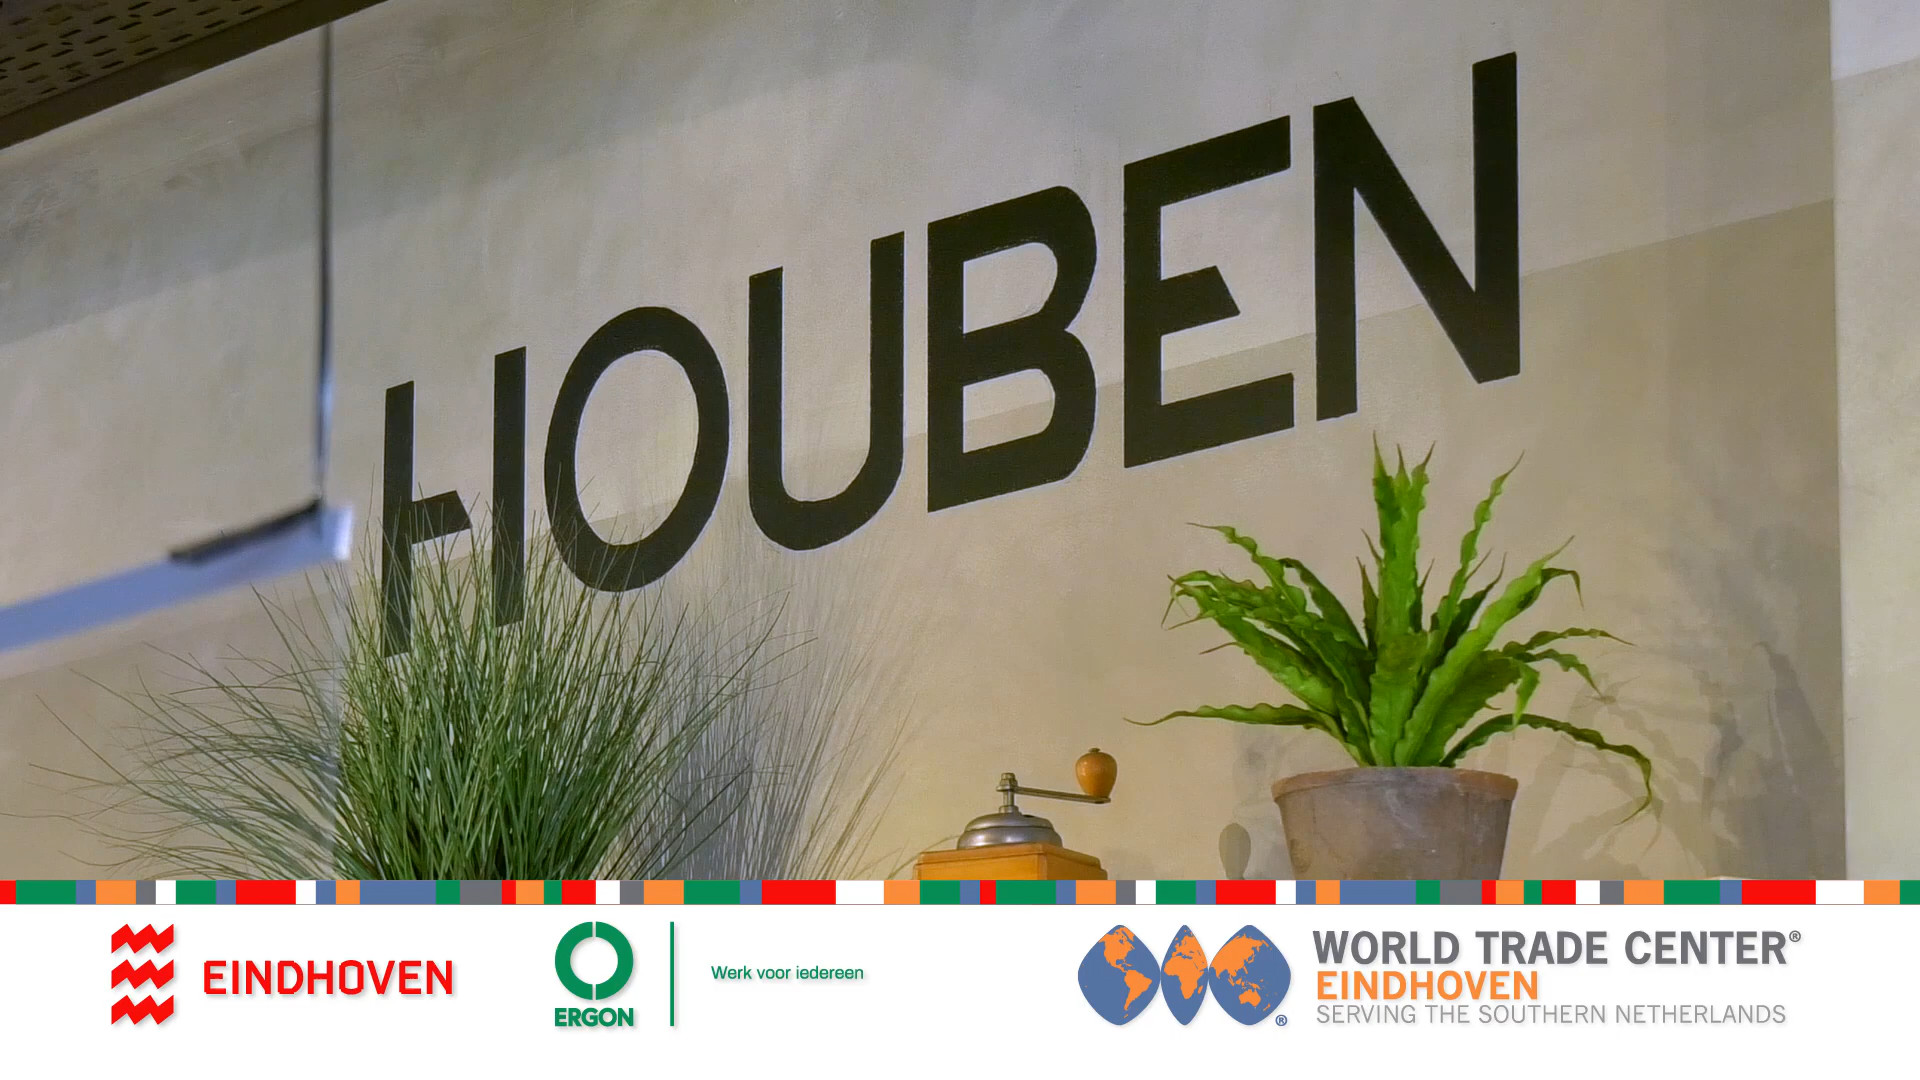 HOUBEN
EINDHOVEN
ERGON
Werk voor iedereen
WORLD TRADE CENTER®
EINDHOVEN
SERVING THE SOUTHERN NETHERLANDS
®